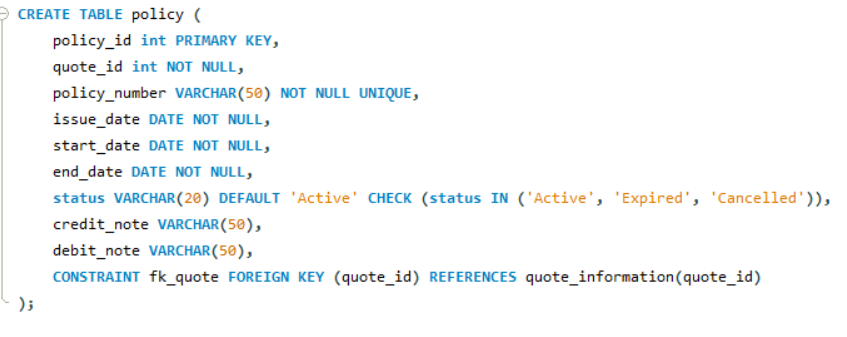 CREATE TABLE policy (
policy_id int PRIMARY KEY,
quote_id int NOT NULL,
policy_number VARCHAR(50) NOT NULL UNIQUE,
issue_date DATE NOT NULL,
start_date DATE NOT NULL,
end_date DATE NOT NULL,
status VARCHAR(20) DEFAULT 'Active' CHECK (status IN ('Active', 'Expired', 'Cancelled')),
credit_note VARCHAR(50),
debit_note VARCHAR(50),
CONSTRAINT fk_quote FOREIGN KEY (quote_id) REFERENCES quote_information(quote_id)
);